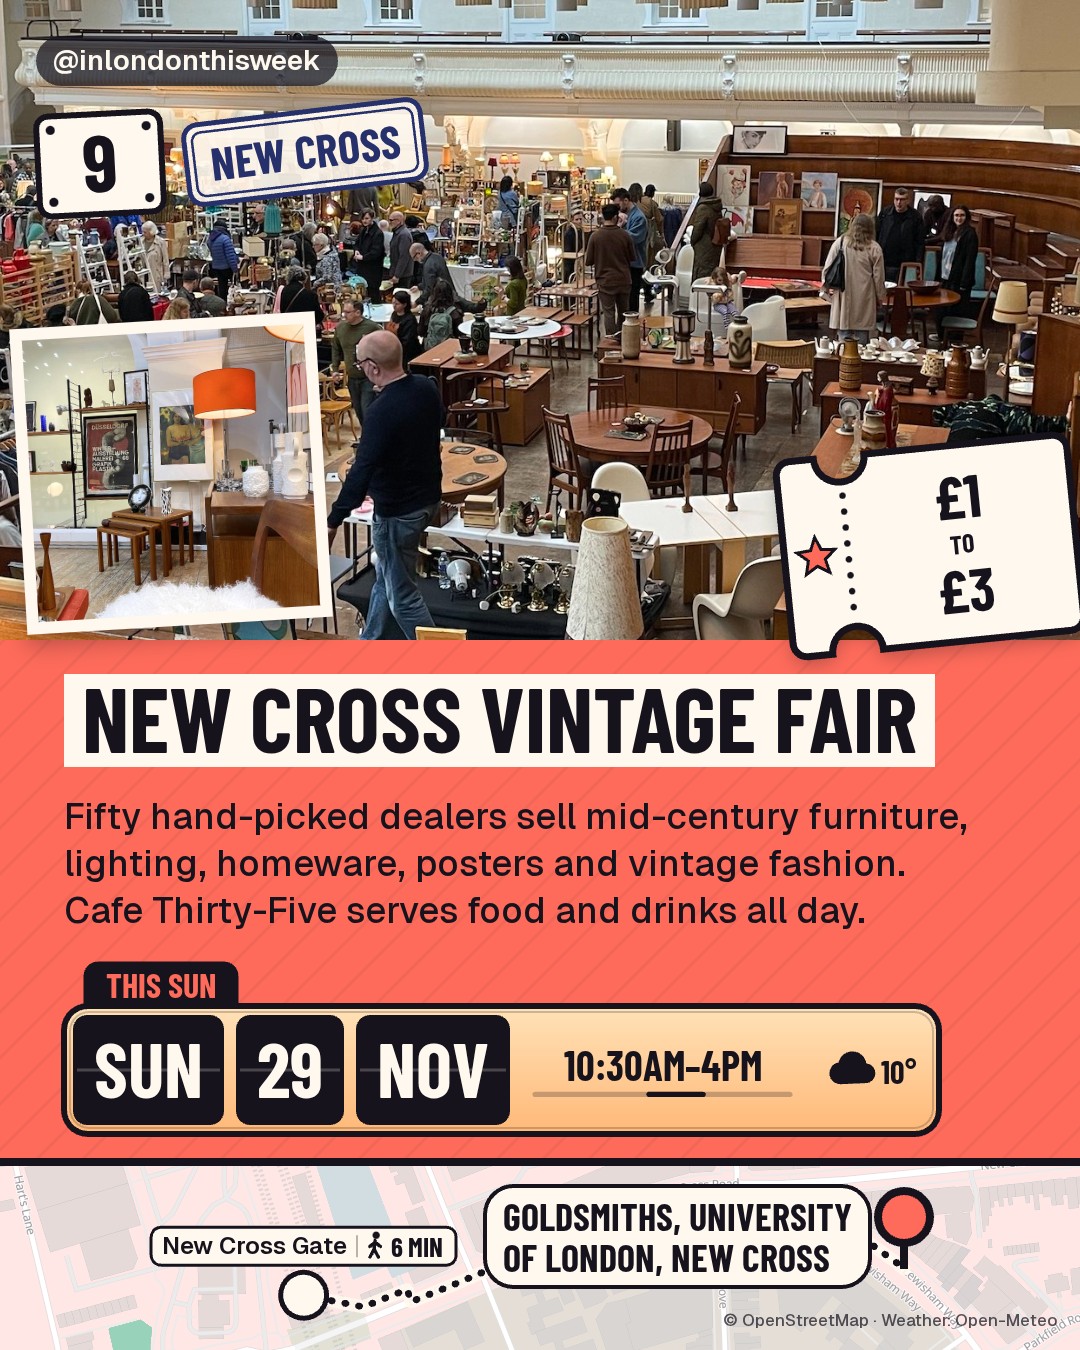 @inlondonthisweek
9
NEW CROSS
£1
TO
£3
NEW CROSS VINTAGE FAIR
Fifty hand-picked dealers sell mid-century furniture,
lighting, homeware, posters and vintage fashion.
Cafe Thirty-Five serves food and drinks all day.
THIS SUN
SUN 29 NOV
10:30AM–4PM
10°
Hart's Lane
New Cross Gate | 6 MIN
GOLDSMITHS, UNIVERSITY
OF LONDON, NEW CROSS
© OpenStreetMap · Weather: Open-Meteo